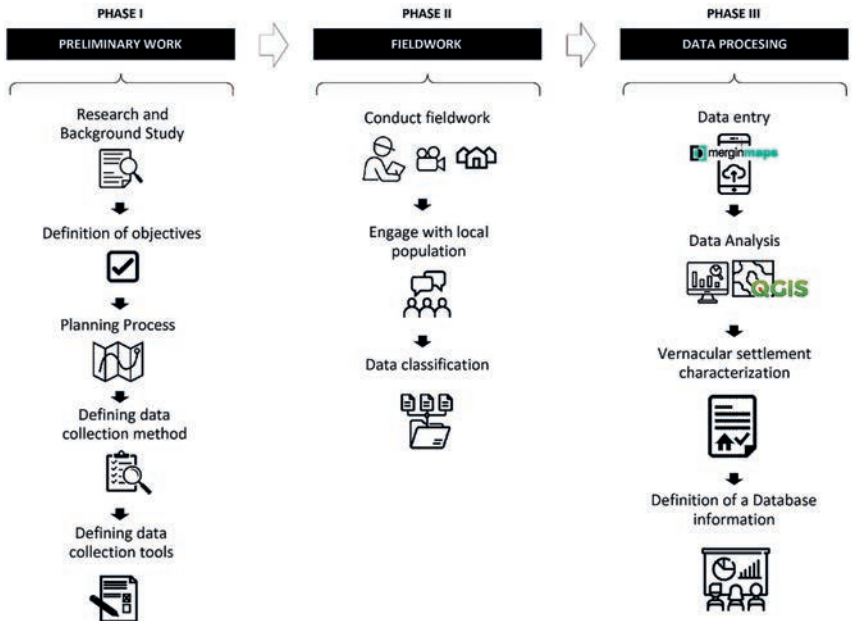 PHASE I
PRELIMINARY WORK
Research and
Background Study
Definition of objectives
Planning Process
Defining data
collection method
Defining data
collection tools
PHASE II
FIELDWORK
Conduct fieldwork
Engage with local
population
Data classification
PHASE III
DATA PROCESING
Data entry
merginmaps
Data Analysis
QGIS
Vernacular settlement
characterization
Definition of a Database
information